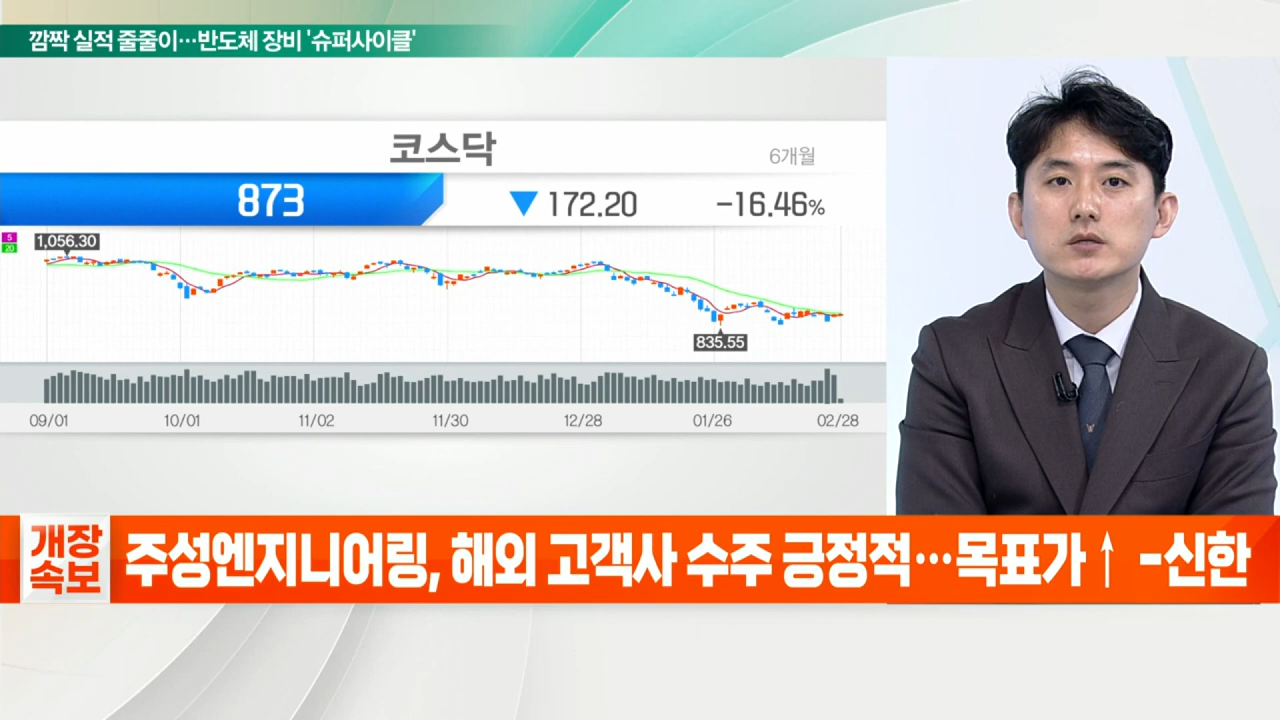 깜짝 실적 줄줄이…반도체 장비 '슈퍼사이클'
코스닥
6개월
873 ▼ 172.20 -16.46%
5
20
1,056.30
835.55
09/01 10/01 11/02 11/30 12/28 01/26 02/28
개장
속보
주성엔지니어링, 해외 고객사 수주 긍정적…목표가↑ -신한